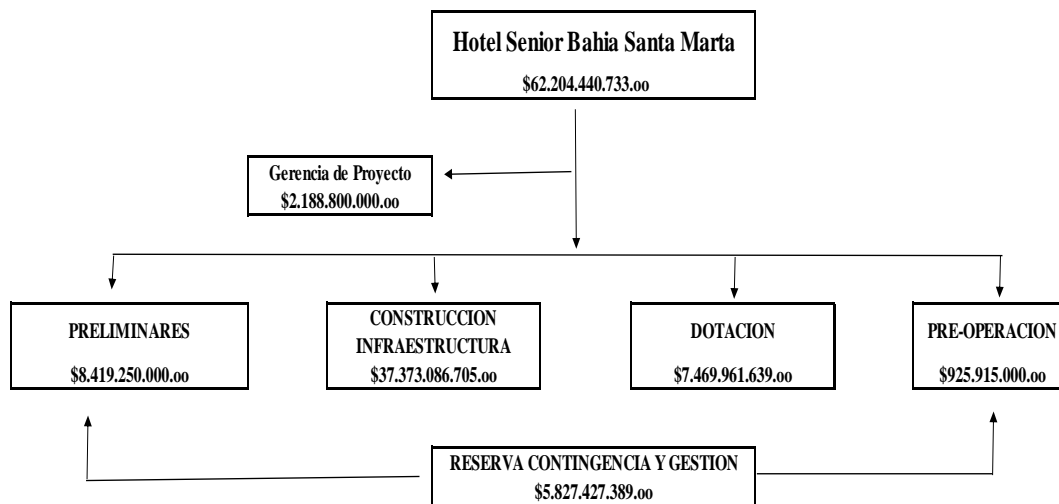 Hotel Senior Bahia Santa Marta
$62.204.440.733.oo
Gerencia de Proyecto
$2.188.800.000.oo
PRELIMINARES
$8.419.250.000.oo
CONSTRUCCION
INFRAESTRUCTURA
$37.373.086.705.oo
DOTACION
$7.469.961.639.oo
PRE-OPERACION
$925.915.000.oo
RESERVA CONTINGENCIA Y GESTION
$5.827.427.389.oo